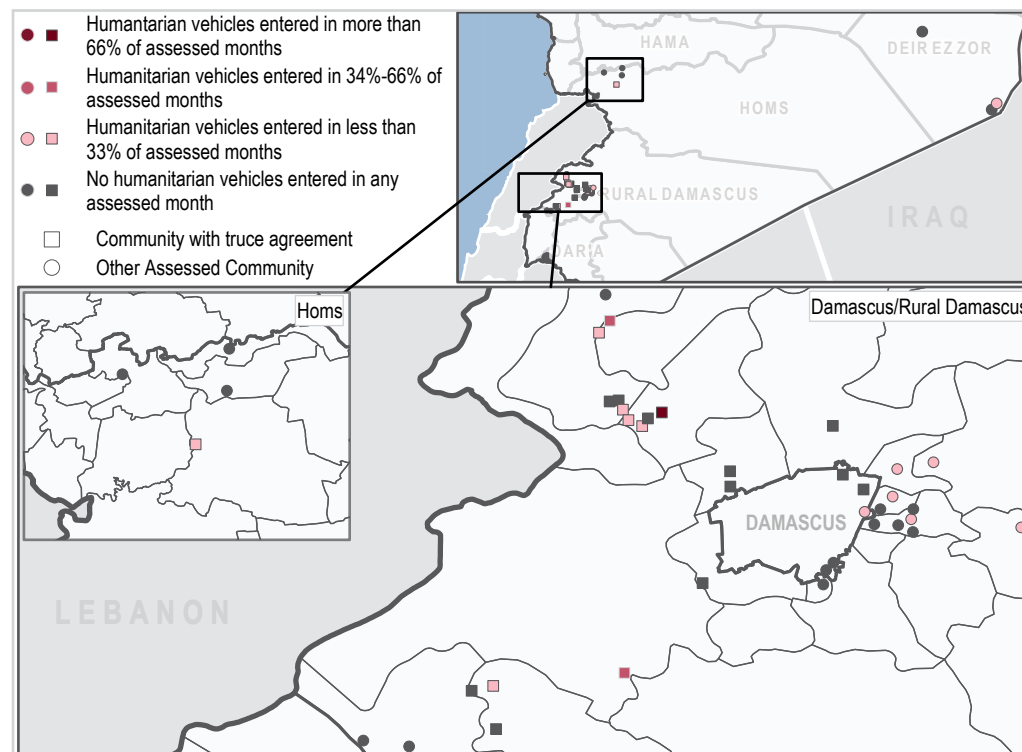 Humanitarian vehicles entered in more than
66% of assessed months
Humanitarian vehicles entered in 34%-66% of
assessed months
Humanitarian vehicles entered in less than
33% of assessed months
No humanitarian vehicles entered in any
assessed month
Community with truce agreement
Other Assessed Community
HAMA
DEIR EZ ZOR
HOMS
RURAL DAMASCUS
IRAQ
DARA
Homs
Damascus/Rural Damascus
DAMASCUS
LEBANON